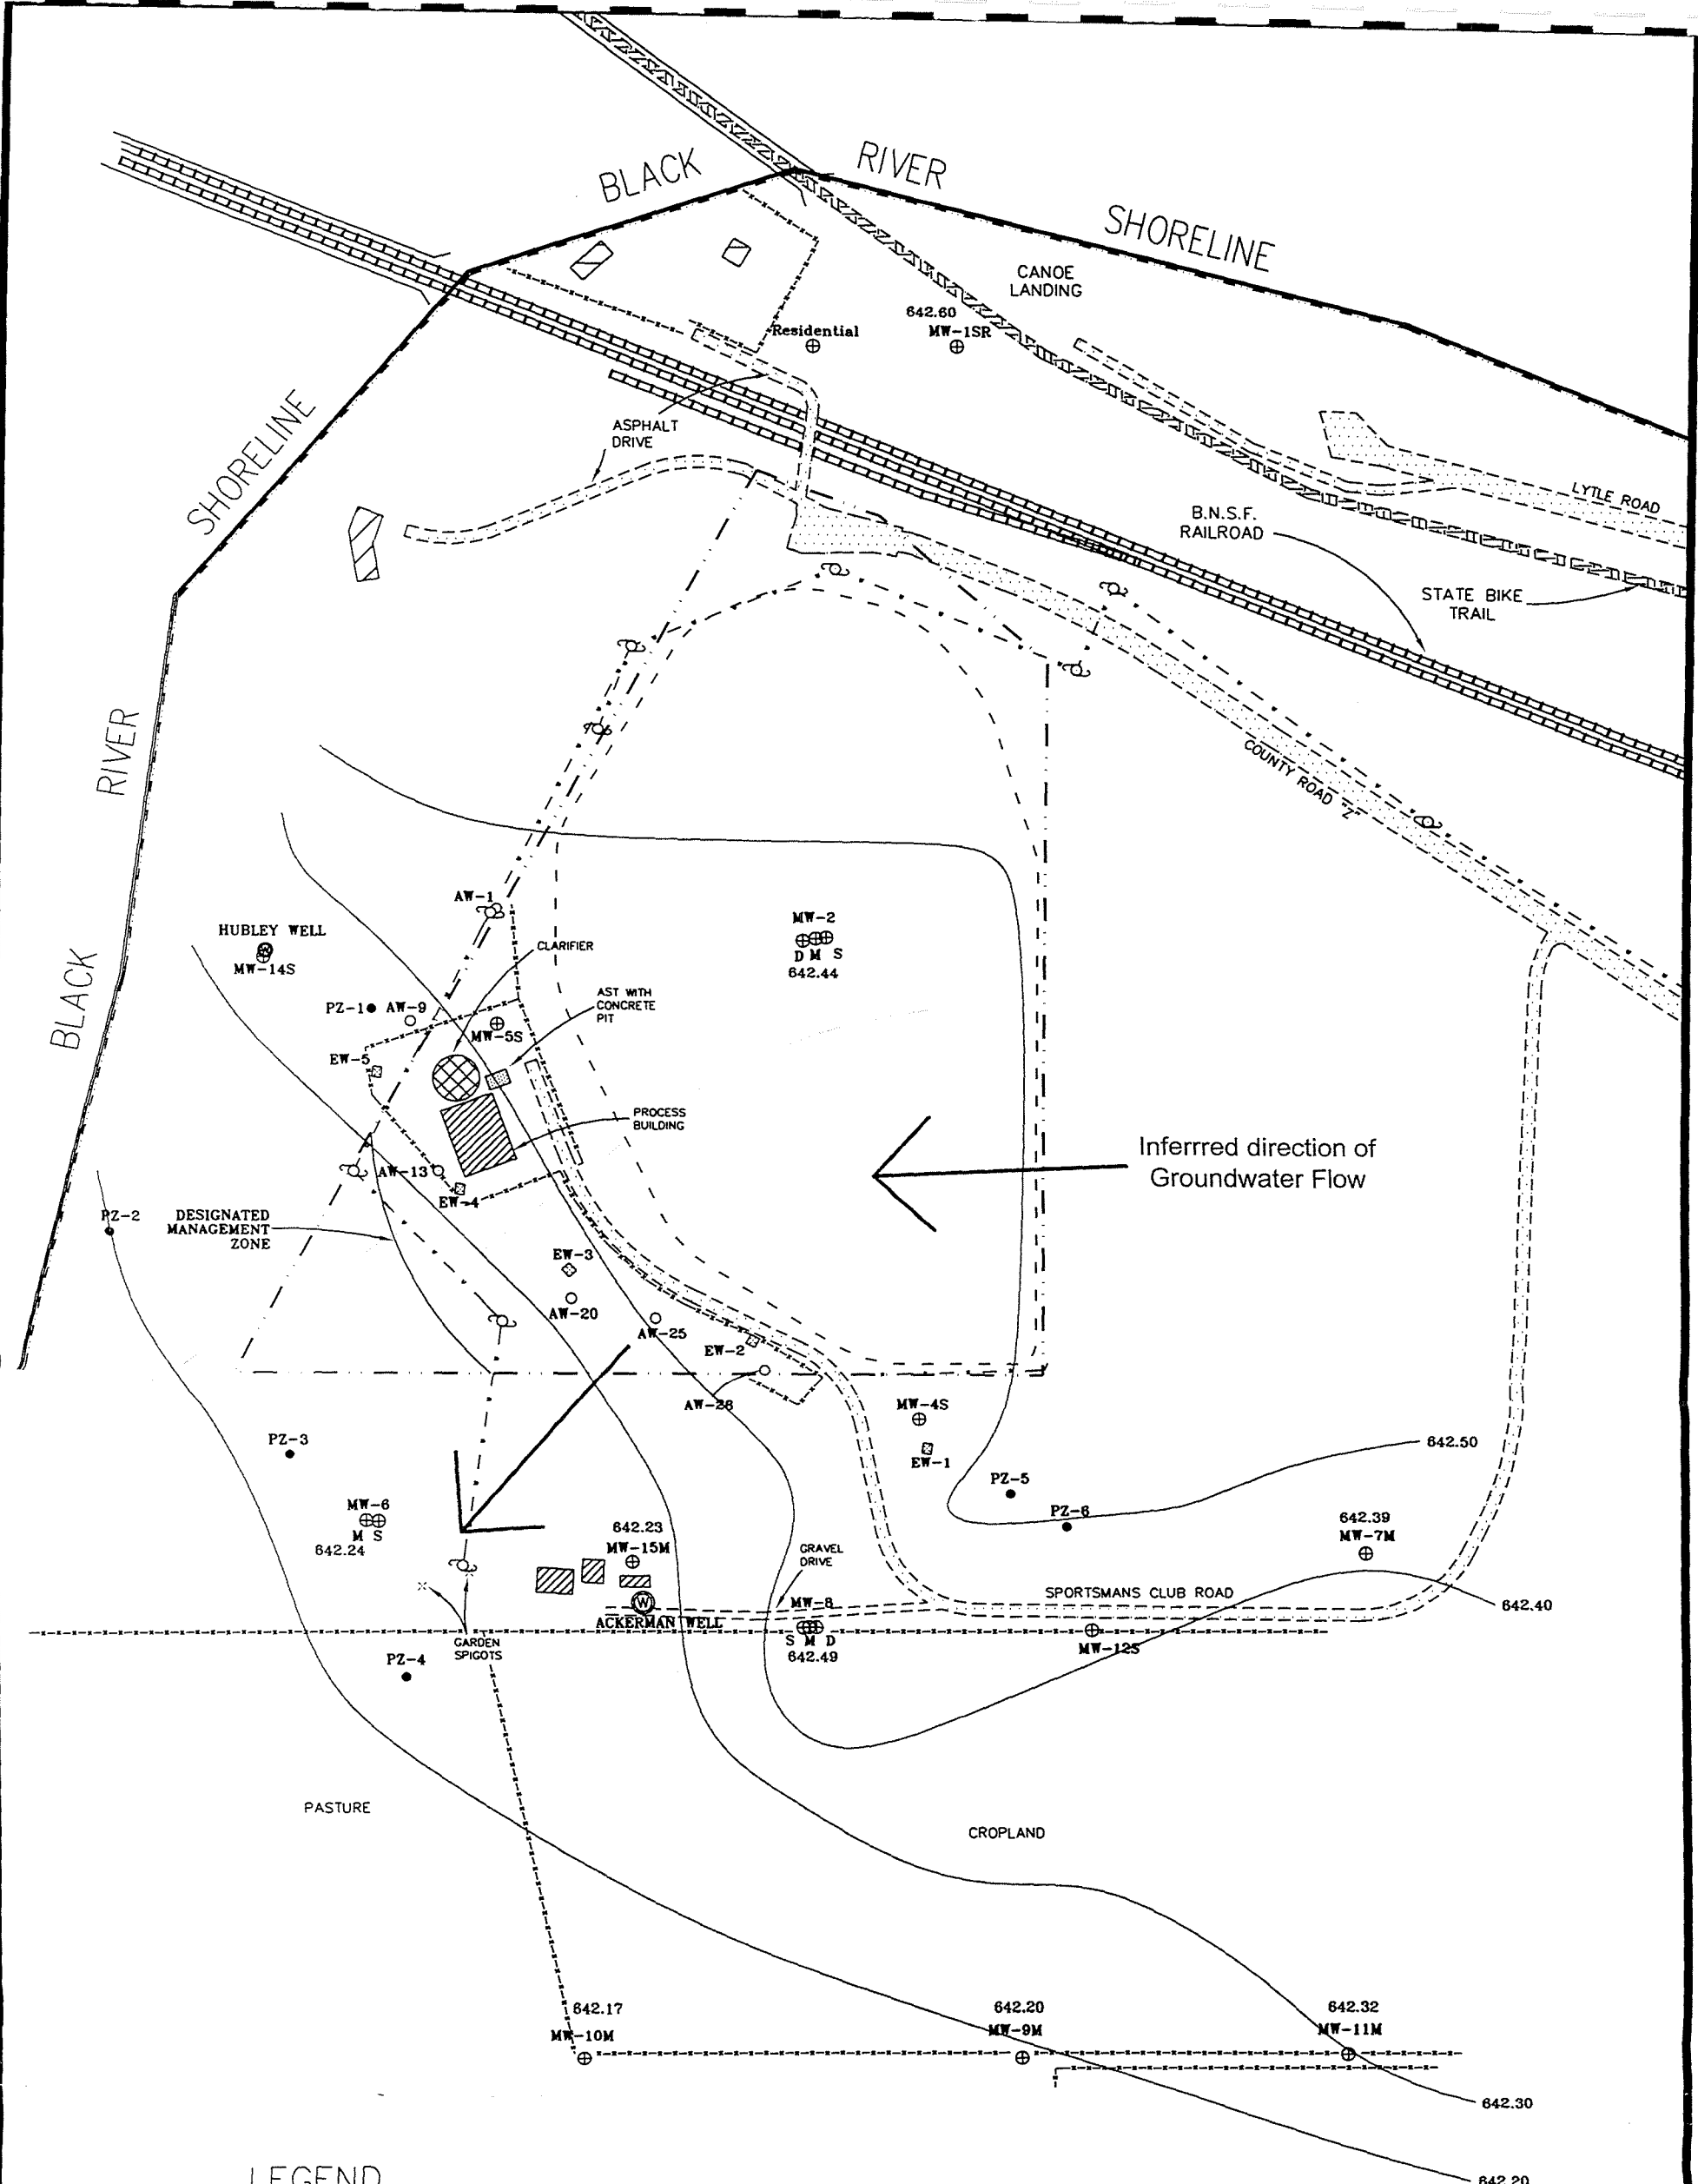 BLACK
RIVER
SHORELINE
CANOE
LANDING
642.60
MW-1SR
Residential
SHORELINE
ASPHALT
DRIVE
LYTLE ROAD
B.N.S.F.
RAILROAD
STATE BIKE
TRAIL
RIVER
BLACK
COUNTY ROAD "Z"
AW-1
HUBLEY WELL
W
MW-14S
CLARIFIER
MW-2
D M S
642.44
PZ-1
AW-9
AST WITH
CONCRETE
PIT
MW-5S
EW-5
PROCESS
BUILDING
Inferrred direction of
Groundwater Flow
AW-13
EW-4
PZ-2
DESIGNATED
MANAGEMENT
ZONE
EW-3
AW-20
AW-25
EW-2
AW-28
MW-4S
EW-1
642.50
PZ-3
PZ-5
PZ-6
MW-6
M S
642.24
642.23
MW-15M
GRAVEL
DRIVE
642.39
MW-7M
SPORTSMANS CLUB ROAD
642.40
W
ACKERMAN WELL
MW-8
S M D
642.49
MW-12S
GARDEN
SPIGOTS
PZ-4
PASTURE
CROPLAND
642.17
MW-10M
642.20
MW-9M
642.32
MW-11M
642.30
642.20
LEGEND